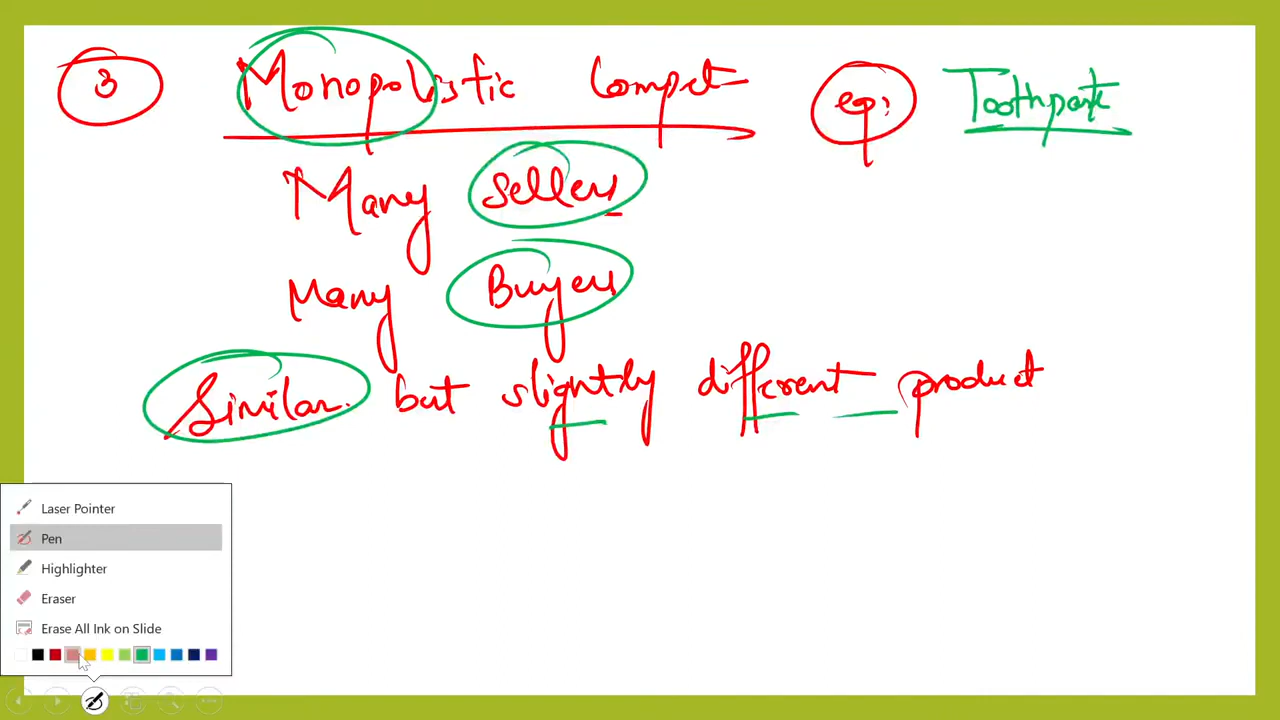 3 Monopolistic Compet eg: Toothpaste
Many Sellers
Many Buyers
Similar but slightly different product
Laser Pointer
Pen
Highlighter
Eraser
Erase All Ink on Slide